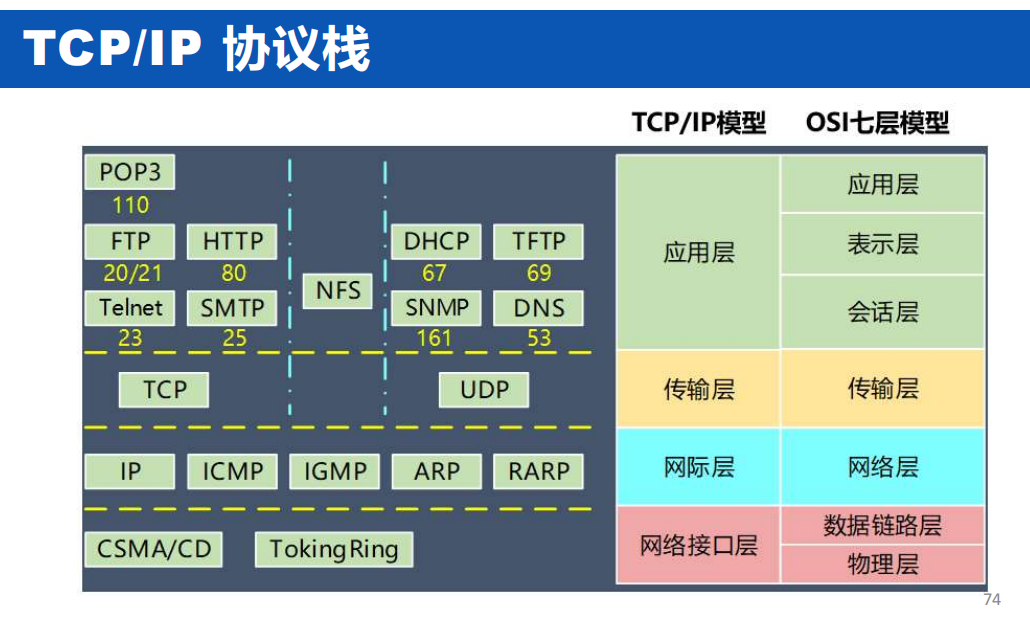 TCP/IP 协议栈
TCP/IP模型 OSI七层模型
POP3
110
FTP HTTP DHCP TFTP
20/21 80 67 69
NFS
Telnet SMTP SNMP DNS
23 25 161 53
TCP UDP
IP ICMP IGMP ARP RARP
CSMA/CD TokingRing
应用层
传输层
网际层
网络接口层
应用层
表示层
会话层
传输层
网络层
数据链路层
物理层
74